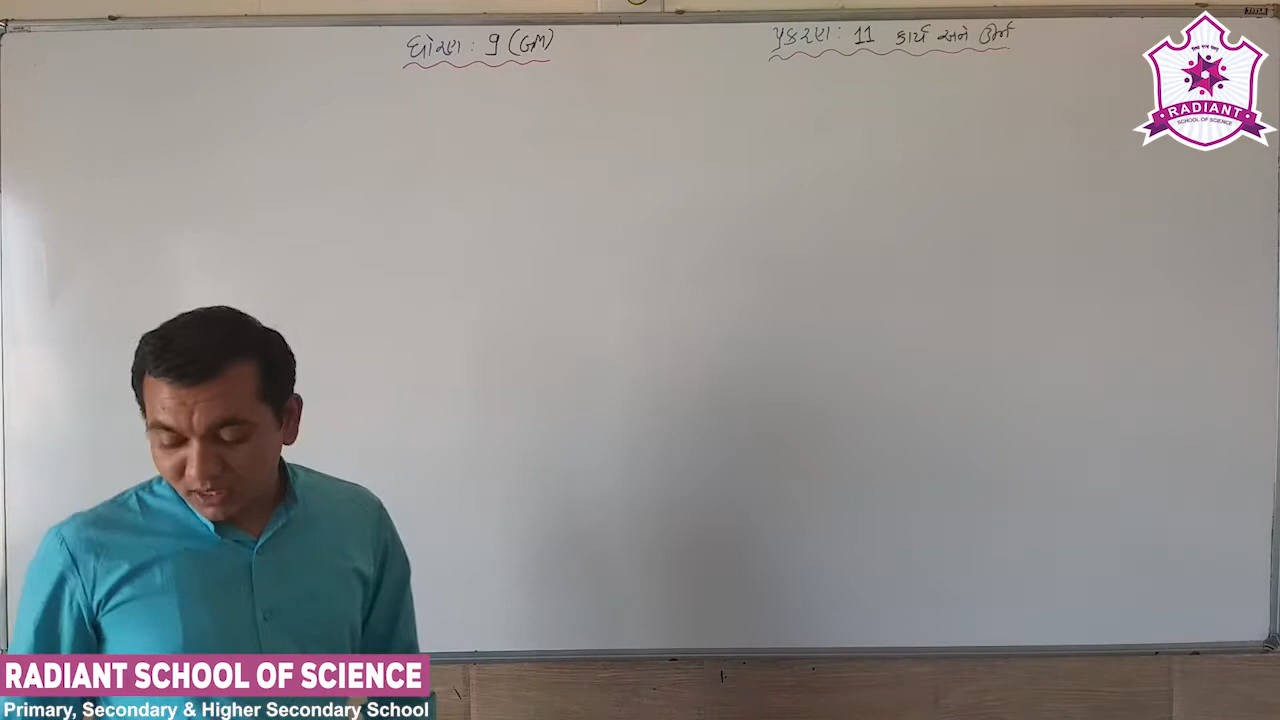 ધોરણ : 9 (GM)
પ્રકરણ : 11 કાર્ય અને ઊર્જા
RADIANT
SCHOOL OF SCIENCE
RADIANT SCHOOL OF SCIENCE
Primary, Secondary & Higher Secondary School